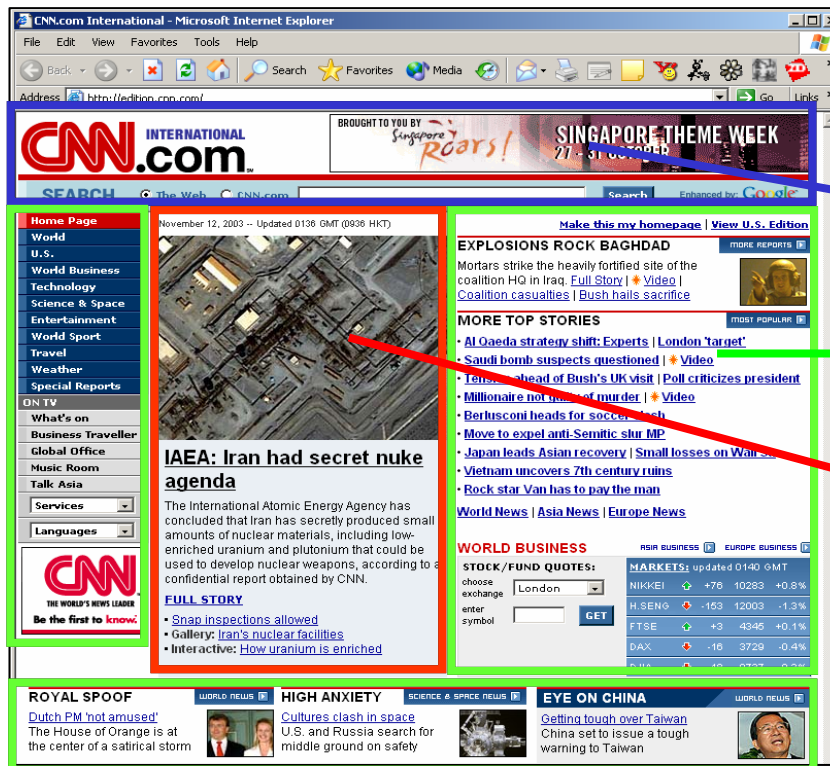 CNN.com International - Microsoft Internet Explorer
File Edit View Favorites Tools Help
Back Search Favorites Media
Address http://edition.cnn.com/ Go Links
CNN INTERNATIONAL .com
BROUGHT TO YOU BY Singapore Roars!
SINGAPORE THEME WEEK
27 - 31 OCTOBER
SEARCH The Web CNN.com Search Enhanced by: Google
Home Page
World
U.S.
World Business
Technology
Science & Space
Entertainment
World Sport
Travel
Weather
Special Reports
ON TV
What's on
Business Traveller
Global Office
Music Room
Talk Asia
Services
Languages
CNN
THE WORLD'S NEWS LEADER
Be the first to know.
November 12, 2003 -- Updated 0136 GMT (0936 HKT)
IAEA: Iran had secret nuke
agenda
The International Atomic Energy Agency has
concluded that Iran has secretly produced small
amounts of nuclear materials, including low-
enriched uranium and plutonium that could be
used to develop nuclear weapons, according to a
confidential report obtained by CNN.
FULL STORY
• Snap inspections allowed
• Gallery: Iran's nuclear facilities
• Interactive: How uranium is enriched
Make this my homepage | View U.S. Edition
EXPLOSIONS ROCK BAGHDAD MORE REPORTS
Mortars strike the heavily fortified site of the
coalition HQ in Iraq. Full Story | Video |
Coalition casualties | Bush hails sacrifice
MORE TOP STORIES MOST POPULAR
• Al Qaeda strategy shift: Experts | London 'target'
• Saudi bomb suspects questioned | Video
• Tension ahead of Bush's UK visit | Poll criticizes president
• Millionaire not guilty of murder | Video
• Berlusconi heads for soccer clash
• Move to expel anti-Semitic slur MP
• Japan leads Asian recovery | Small losses on Wall
• Vietnam uncovers 7th century ruins
• Rock star Van has to pay the man
World News | Asia News | Europe News
WORLD BUSINESS ASIA BUSINESS EUROPE BUSINESS
STOCK/FUND QUOTES:
choose
exchange London
enter
symbol GET
MARKETS: updated 0140 GMT
NIKKEI +76 10283 +0.8%
H.SENG -153 12003 -1.3%
FTSE +3 4345 +0.1%
DAX -16 3729 -0.4%
ROYAL SPOOF WORLD NEWS
Dutch PM 'not amused'
The House of Orange is at
the center of a satirical storm
HIGH ANXIETY SCIENCE & SPACE NEWS
Cultures clash in space
U.S. and Russia search for
middle ground on safety
EYE ON CHINA WORLD NEWS
Getting tough over Taiwan
China set to issue a tough
warning to Taiwan